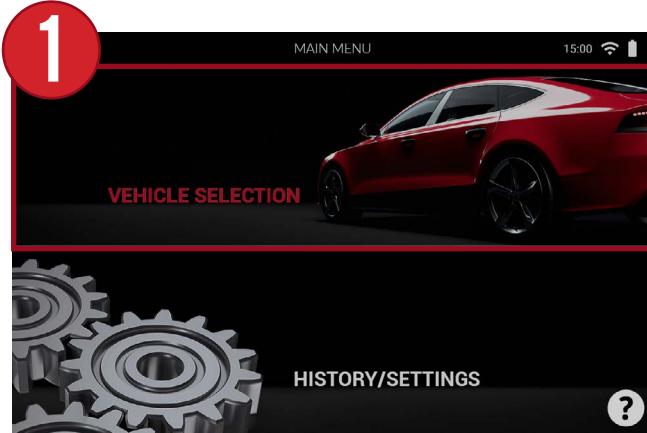 1
MAIN MENU
15:00
VEHICLE SELECTION
HISTORY/SETTINGS
?